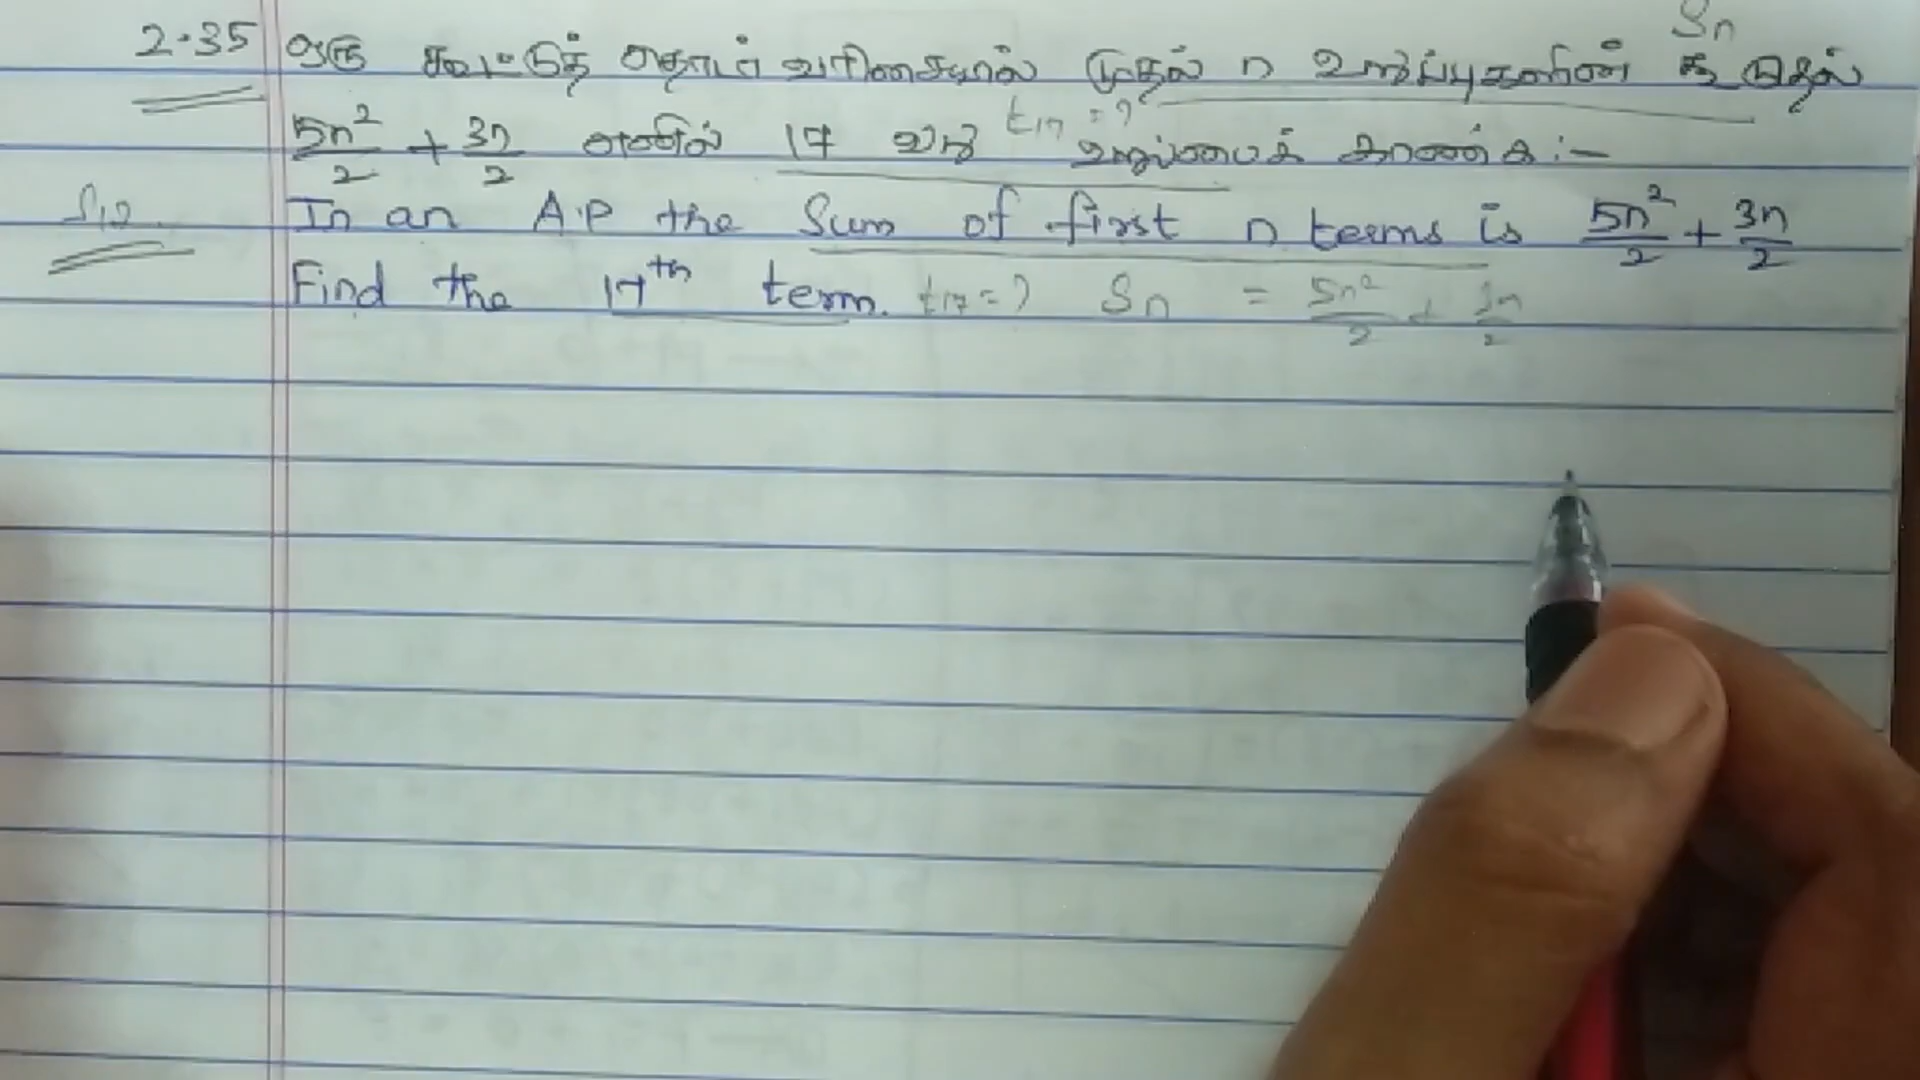 2.35 ஒரு கூட்டுத் தொடர் வரிசையில் முதல் n உறுப்புகளின் கூடுதல் Sn
5n²/2 + 3n/2 எனில் 17 வது உறுப்பைக் காண்க :- t17 = ?
In an A.P the Sum of first n terms is 5n²/2 + 3n/2
Find the 17th term. t17 = ? Sn = 5n²/2 + 3n/2